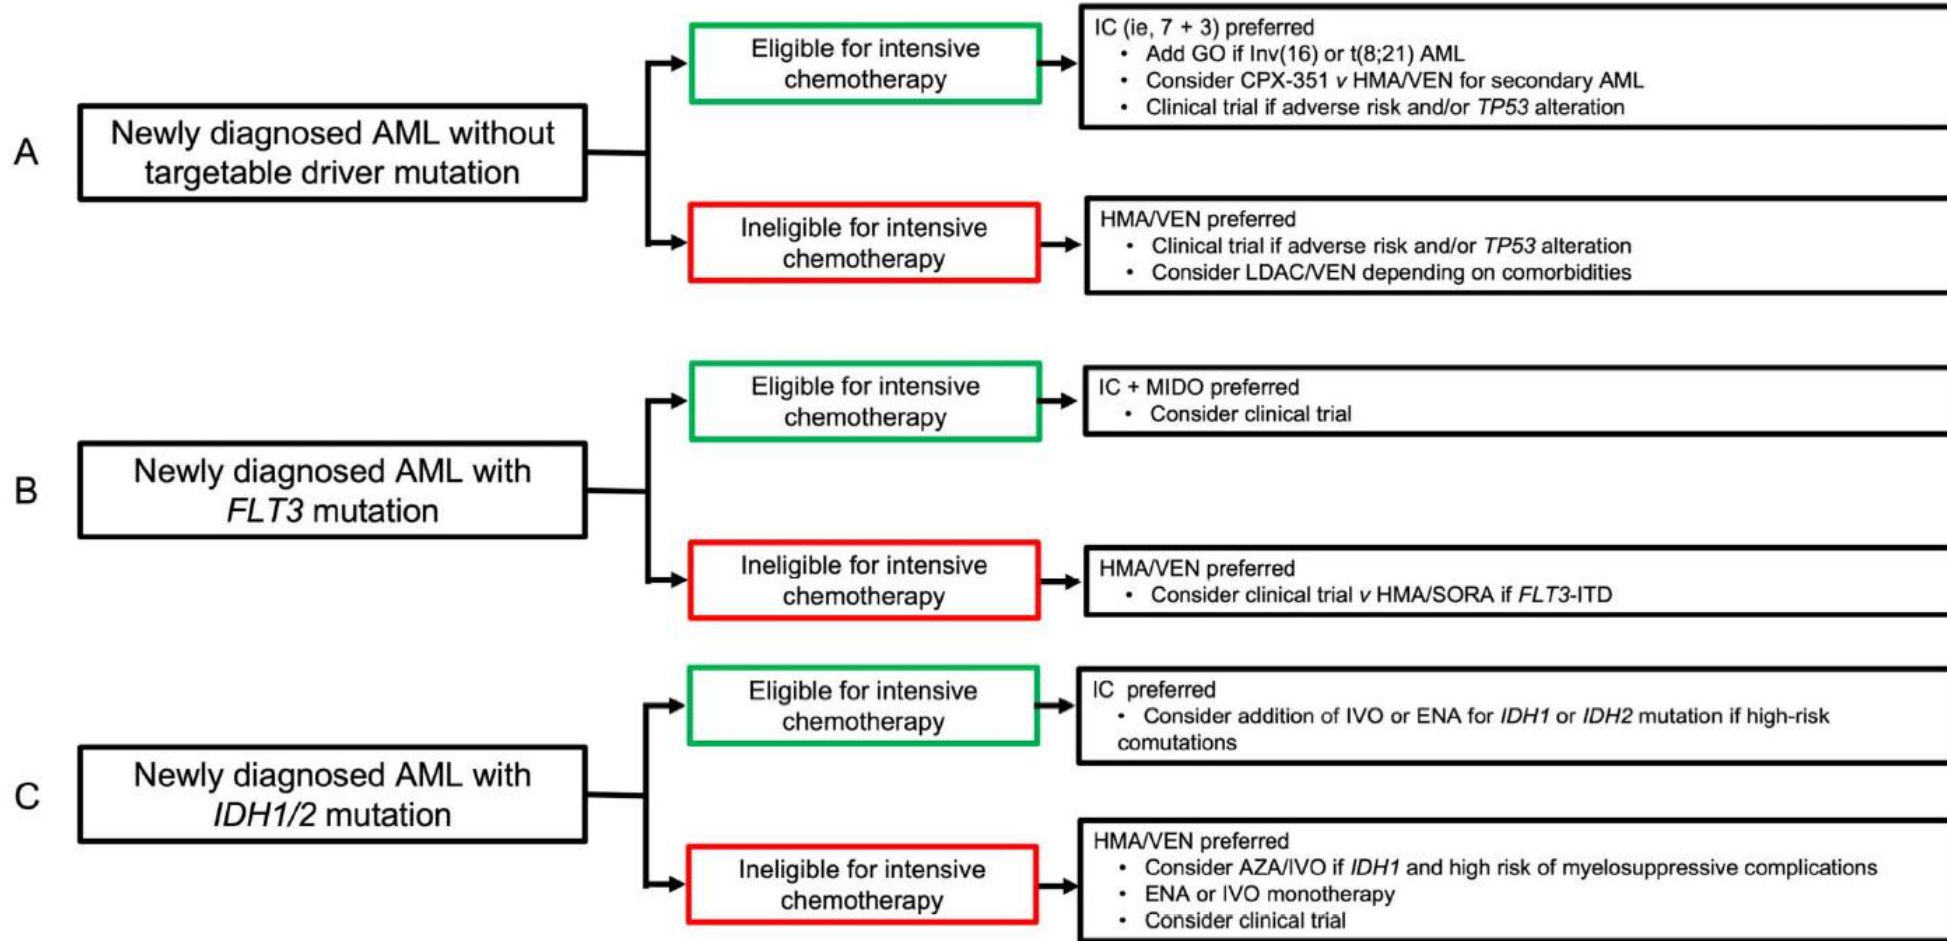 A
Newly diagnosed AML without
targetable driver mutation
Eligible for intensive
chemotherapy
IC (ie, 7 + 3) preferred
• Add GO if Inv(16) or t(8;21) AML
• Consider CPX-351 v HMA/VEN for secondary AML
• Clinical trial if adverse risk and/or TP53 alteration
Ineligible for intensive
chemotherapy
HMA/VEN preferred
• Clinical trial if adverse risk and/or TP53 alteration
• Consider LDAC/VEN depending on comorbidities
B
Newly diagnosed AML with
FLT3 mutation
Eligible for intensive
chemotherapy
IC + MIDO preferred
• Consider clinical trial
Ineligible for intensive
chemotherapy
HMA/VEN preferred
• Consider clinical trial v HMA/SORA if FLT3-ITD
C
Newly diagnosed AML with
IDH1/2 mutation
Eligible for intensive
chemotherapy
IC preferred
• Consider addition of IVO or ENA for IDH1 or IDH2 mutation if high-risk
comutations
Ineligible for intensive
chemotherapy
HMA/VEN preferred
• Consider AZA/IVO if IDH1 and high risk of myelosuppressive complications
• ENA or IVO monotherapy
• Consider clinical trial